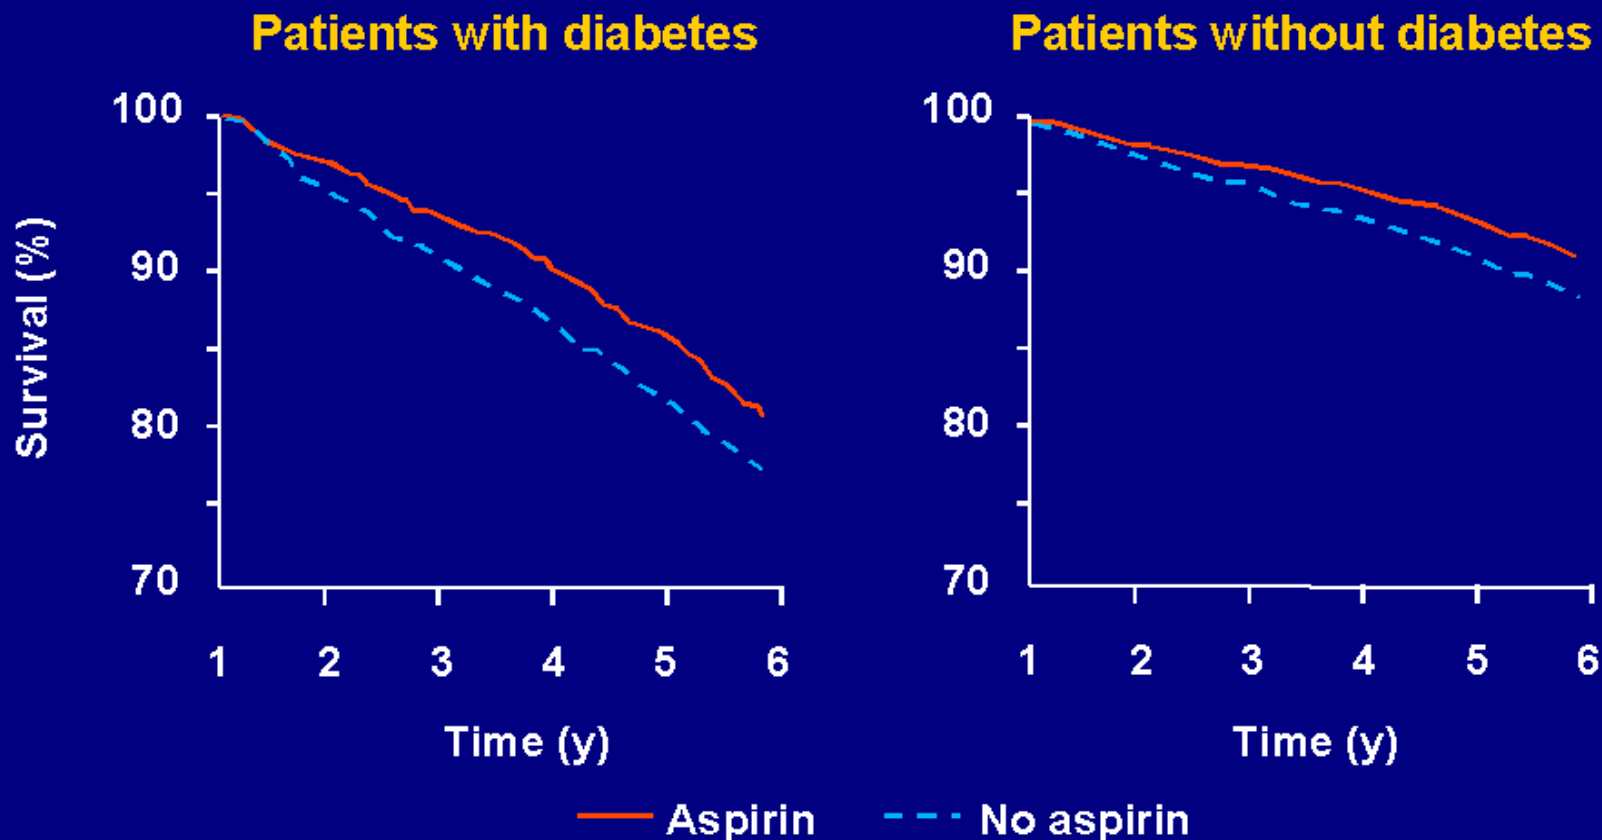 Patients with diabetes
Patients without diabetes
Survival (%)
100
90
80
70
1 2 3 4 5 6
Time (y)
100
90
80
70
1 2 3 4 5 6
Time (y)
Aspirin
No aspirin